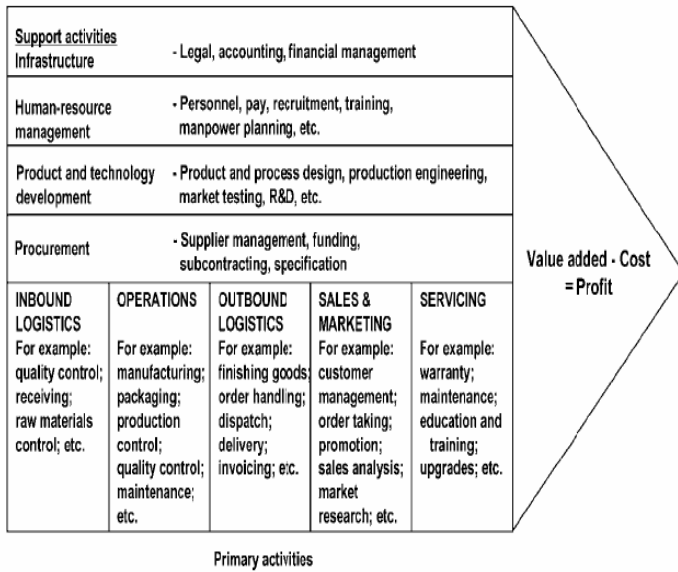 Support activities
Infrastructure - Legal, accounting, financial management
Human-resource - Personnel, pay, recruitment, training,
management manpower planning, etc.
Product and technology - Product and process design, production engineering,
development market testing, R&D, etc.
Procurement - Supplier management, funding,
subcontracting, specification
Value added - Cost
= Profit
INBOUND
LOGISTICS
For example:
quality control;
receiving;
raw materials
control; etc.
OPERATIONS
For example:
manufacturing;
packaging;
production
control;
quality control;
maintenance;
etc.
OUTBOUND
LOGISTICS
For example:
finishing goods;
order handling;
dispatch;
delivery;
invoicing; etc.
SALES &
MARKETING
For example:
customer
management;
order taking;
promotion;
sales analysis;
market
research; etc.
SERVICING
For example:
warranty;
maintenance;
education and
training;
upgrades; etc.
Primary activities